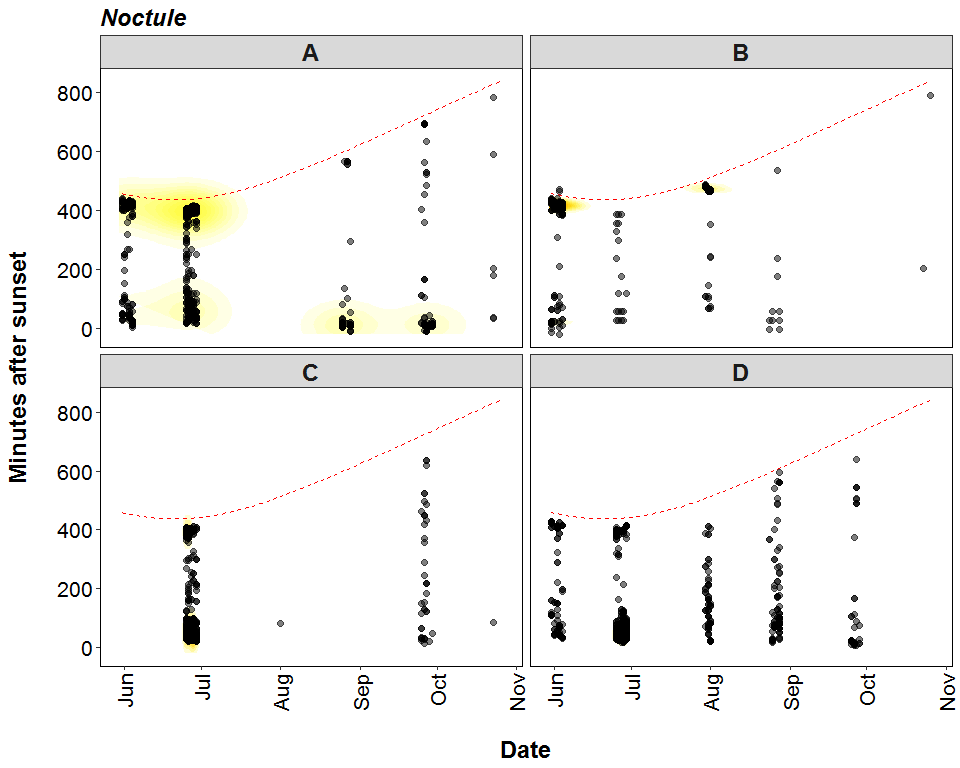 Noctule
A B
Minutes after sunset
800
600
400
200
0
C D
800
600
400
200
0
Jun Jul Aug Sep Oct Nov Jun Jul Aug Sep Oct Nov
Date